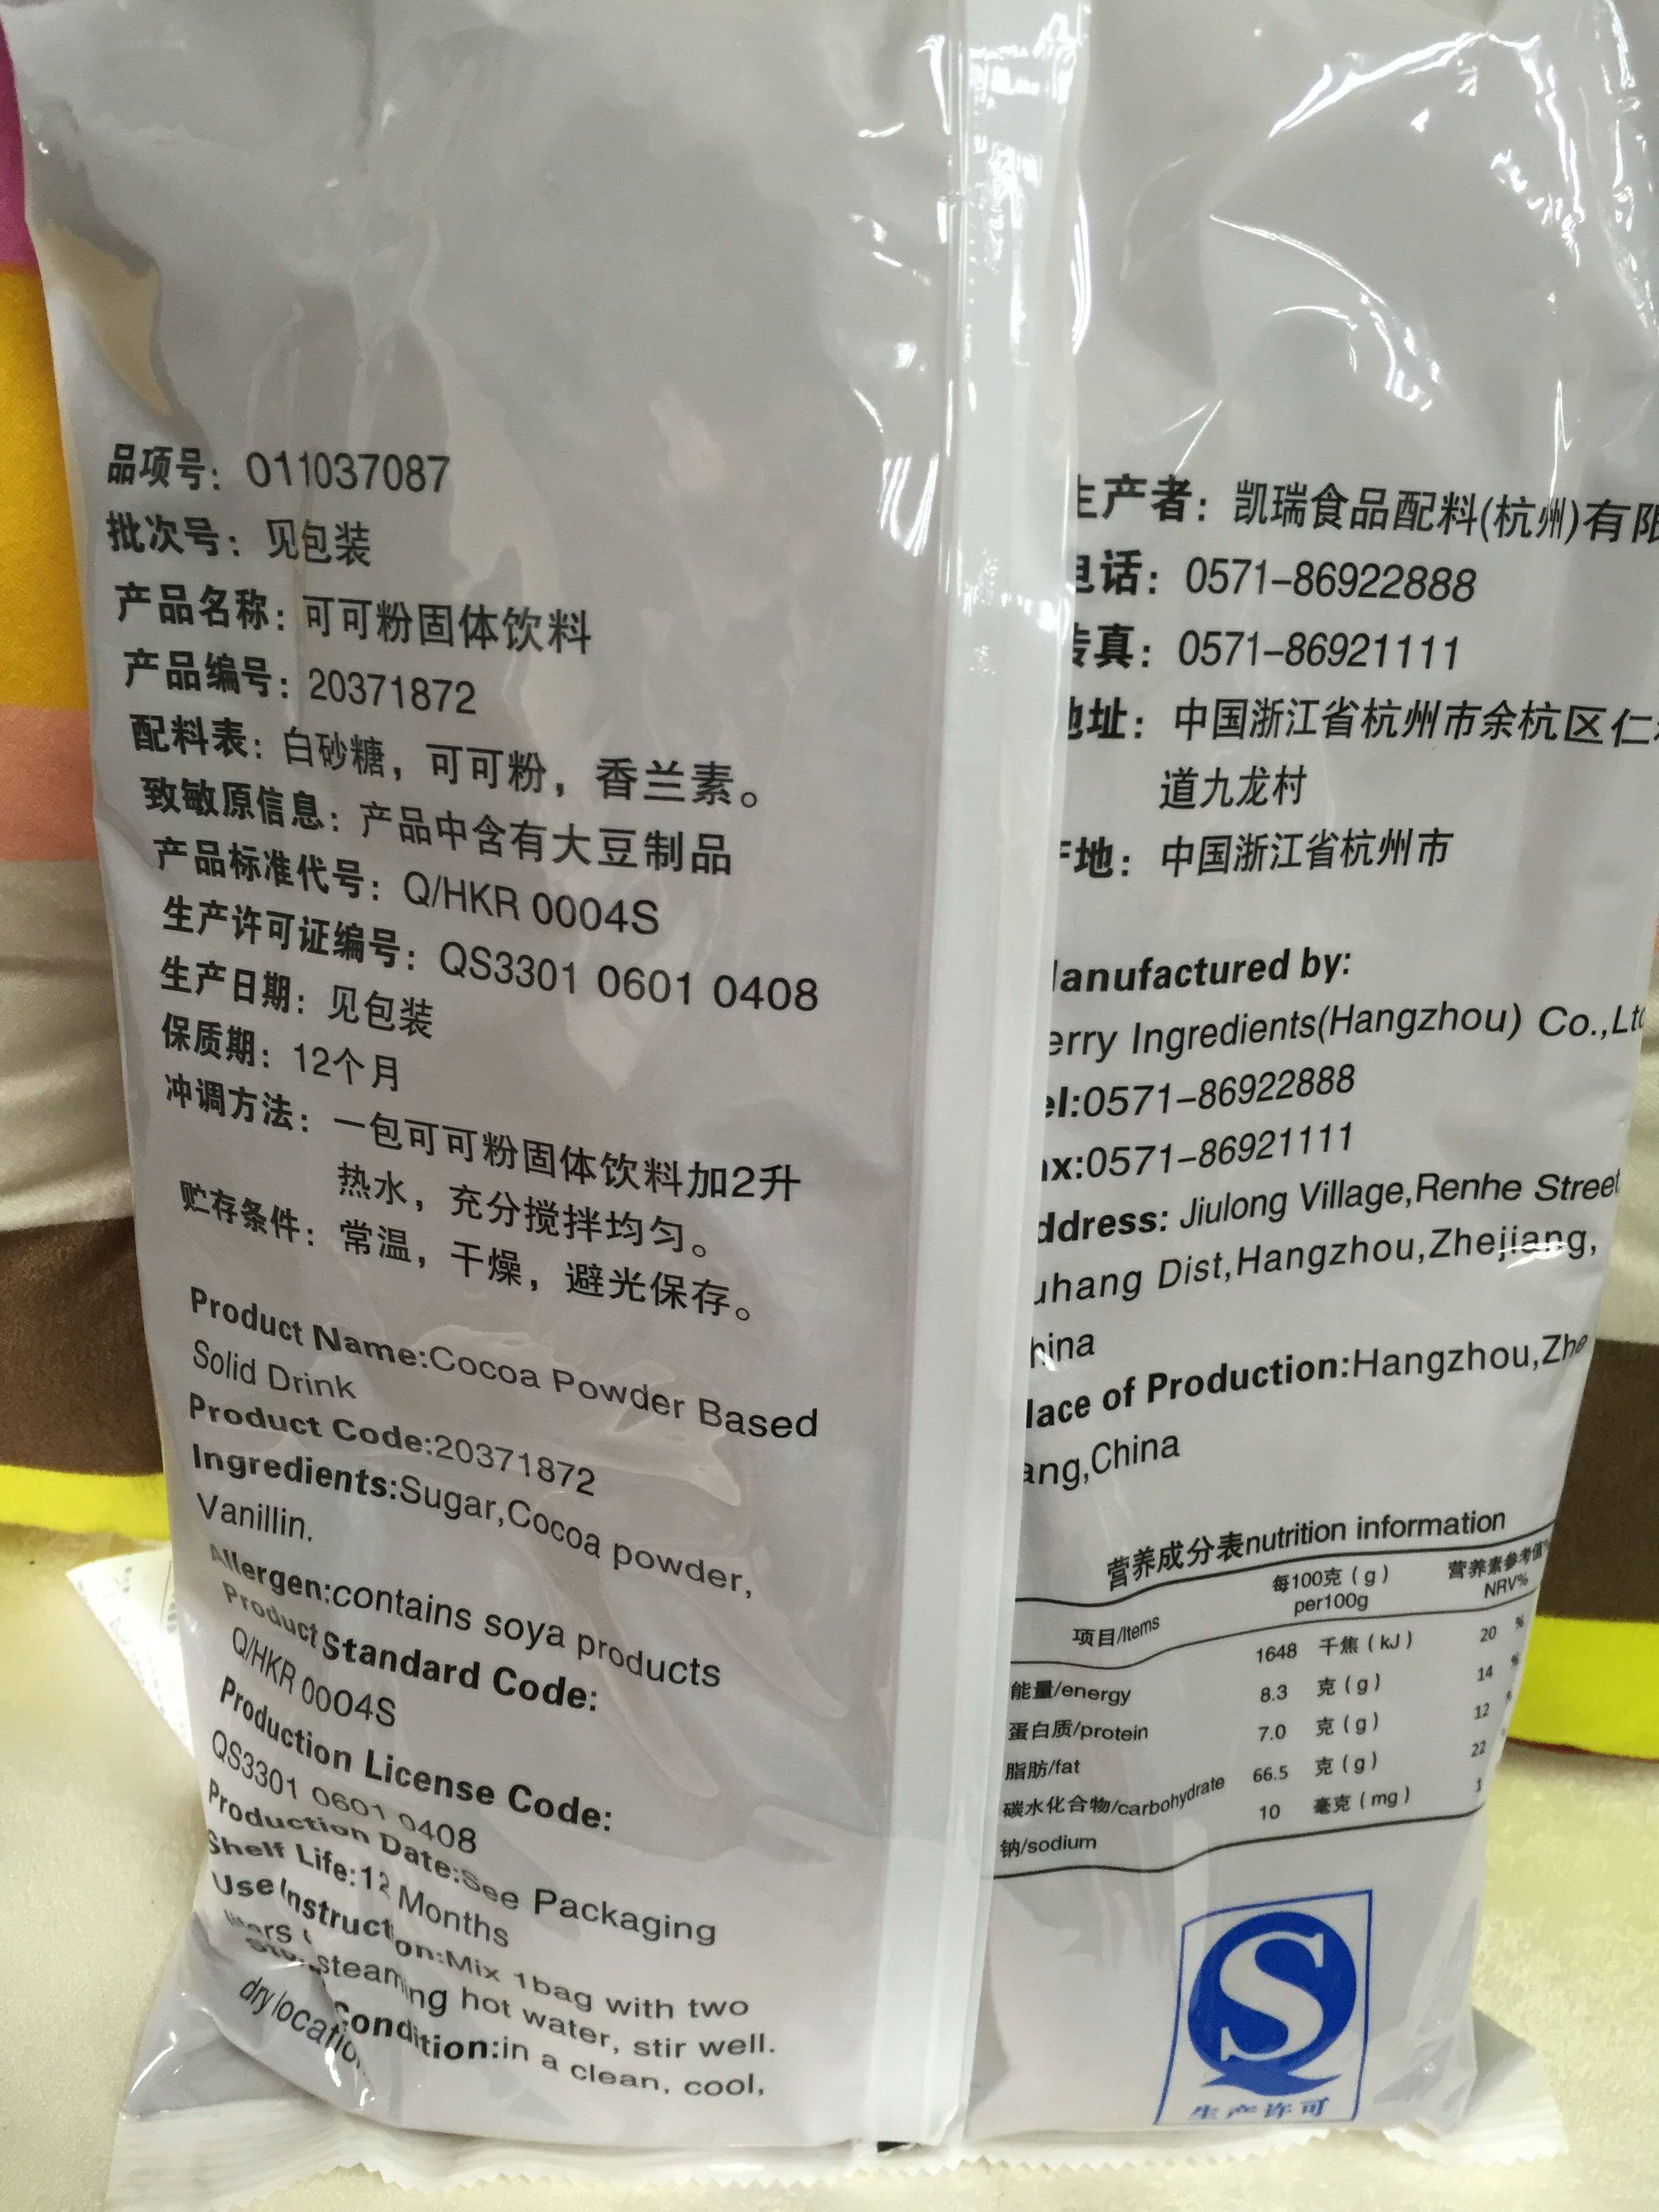 品项号：011037087
批次号：见包装
产品名称：可可粉固体饮料
产品编号：20371872
配料表：白砂糖，可可粉，香兰素。
致敏原信息：产品中含有大豆制品
产品标准代号：Q/HKR 0004S
生产许可证编号：QS3301 0601 0408
生产日期：见包装
保质期：12个月
冲调方法：一包可可粉固体饮料加2升
热水，充分搅拌均匀。
贮存条件：常温，干燥，避光保存。
Product Name:Cocoa Powder Based
Solid Drink
Product Code:20371872
Ingredients:Sugar,Cocoa powder,
Vanillin.
Allergen:contains soya products
Product Standard Code:
Q/HKR 0004S
Production License Code:
QS3301 0601 0408
Production Date:See Packaging
Shelf Life:12 Months
Use Instruction:Mix 1bag with two
steaming hot water, stir well.
Condition:in a clean, cool,
dry location
生产者：凯瑞食品配料(杭州)有限
电话：0571-86922888
传真：0571-86921111
地址：中国浙江省杭州市余杭区仁
道九龙村
产地：中国浙江省杭州市
anufactured by:
erry Ingredients(Hangzhou) Co.,Ltd
el:0571-86922888
ax:0571-86921111
ddress: Jiulong Village,Renhe Street
uhang Dist,Hangzhou,Zhejiang,
hina
lace of Production:Hangzhou,Zhe
ang,China
营养成分表nutrition information
项目/Items 每100克（g）per100g 营养素参考值% NRV%
能量/energy 1648 千焦（kJ） 20 %
蛋白质/protein 8.3 克（g） 14 %
脂肪/fat 7.0 克（g） 12 %
碳水化合物/carbohydrate 66.5 克（g） 22
钠/sodium 10 毫克（mg） 1
生产许可